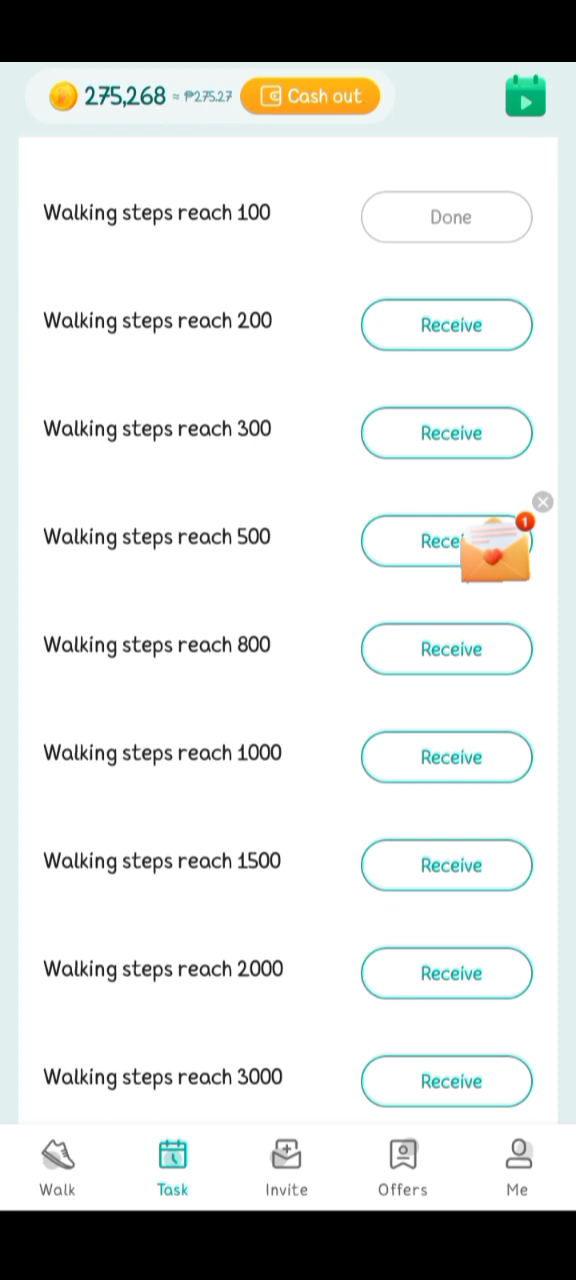 275,268 ≈ ₱275.27 Cash out
Walking steps reach 100 Done
Walking steps reach 200 Receive
Walking steps reach 300 Receive
Walking steps reach 500 Rece
1
Walking steps reach 800 Receive
Walking steps reach 1000 Receive
Walking steps reach 1500 Receive
Walking steps reach 2000 Receive
Walking steps reach 3000 Receive
Walk Task Invite Offers Me